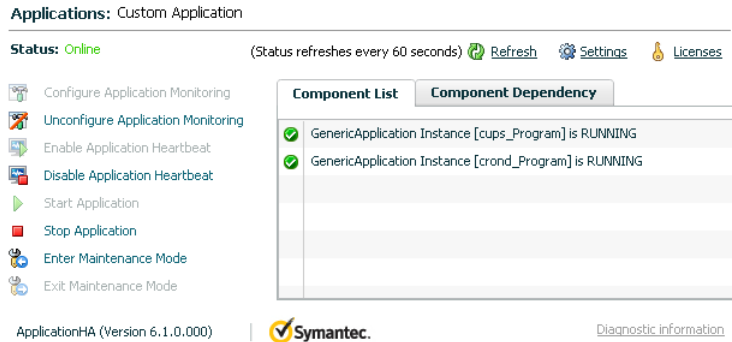 Applications: Custom Application
Status: Online
(Status refreshes every 60 seconds) Refresh Settings Licenses
Configure Application Monitoring
Unconfigure Application Monitoring
Enable Application Heartbeat
Disable Application Heartbeat
Start Application
Stop Application
Enter Maintenance Mode
Exit Maintenance Mode
Component List Component Dependency
GenericApplication Instance [cups_Program] is RUNNING
GenericApplication Instance [crond_Program] is RUNNING
ApplicationHA (Version 6.1.0.000)
Symantec.
Diagnostic information